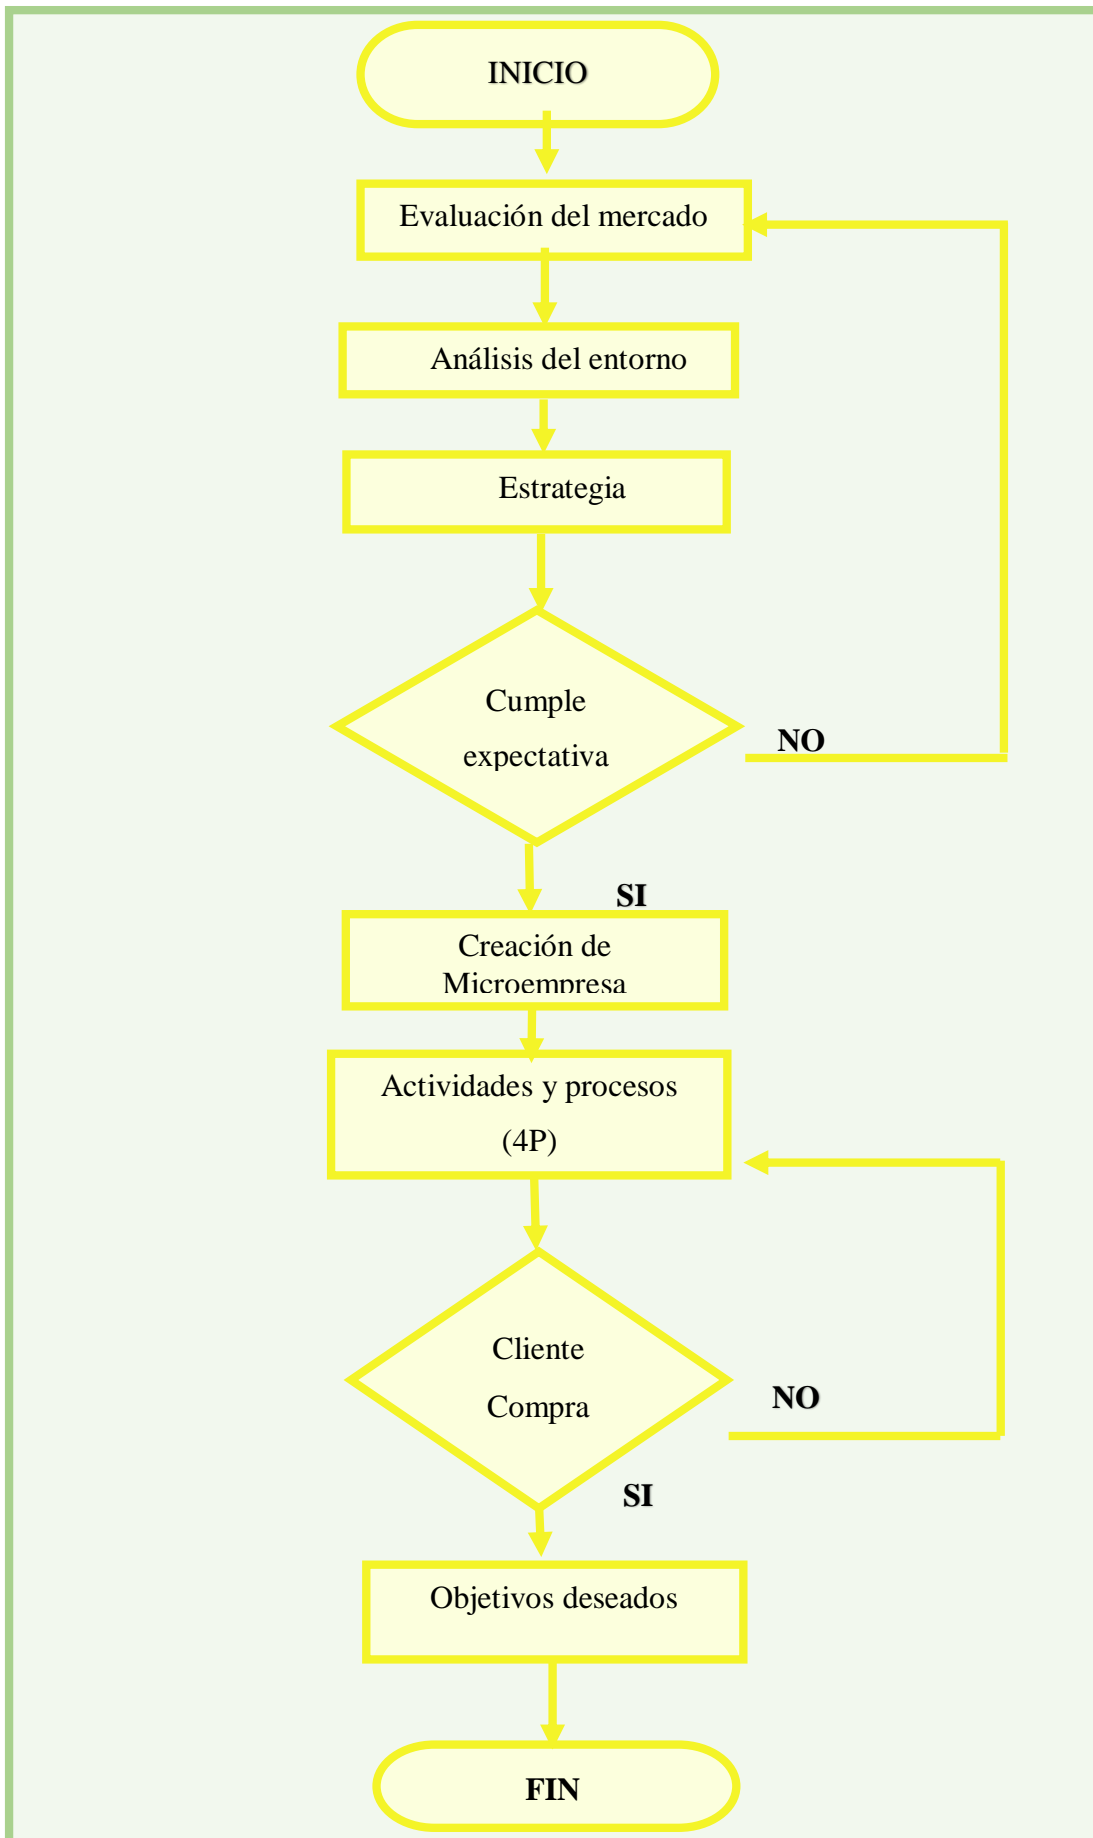 INICIO
Evaluación del mercado
Análisis del entorno
Estrategia
Cumple
expectativa
NO
SI
Creación de
Microempresa
Actividades y procesos
(4P)
Cliente
Compra
NO
SI
Objetivos deseados
FIN